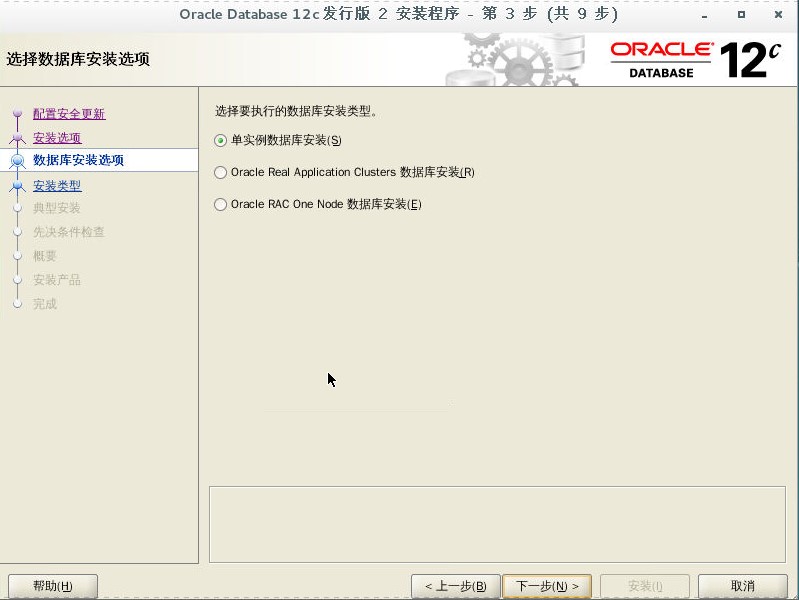 Oracle Database 12c 发行版 2 安装程序 - 第 3 步 (共 9 步)
选择数据库安装选项
ORACLE®
DATABASE
12c
配置安全更新
安装选项
数据库安装选项
安装类型
典型安装
先决条件检查
概要
安装产品
完成
选择要执行的数据库安装类型。
单实例数据库安装(S)
Oracle Real Application Clusters 数据库安装(R)
Oracle RAC One Node 数据库安装(E)
帮助(H)
< 上一步(B)
下一步(N) >
安装(I)
取消